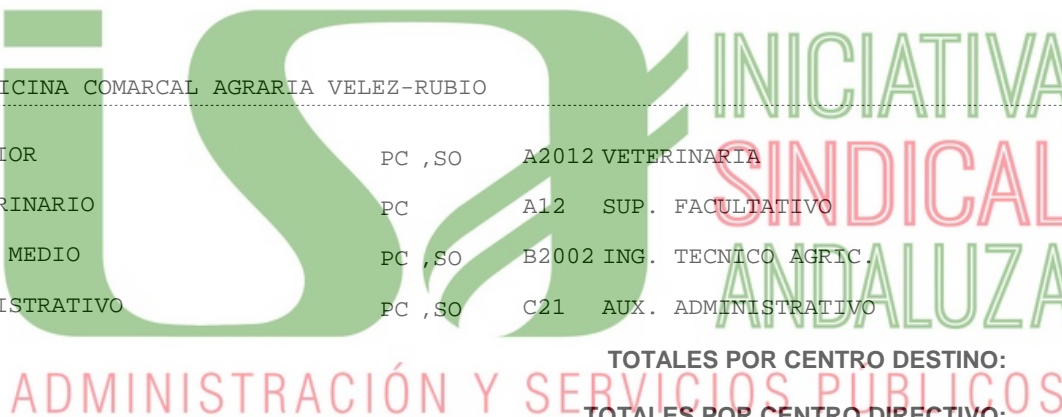 iSA
INICIATIVA
SINDICAL
ANDALUZA
ICINA COMARCAL AGRARIA VELEZ-RUBIO
IOR PC ,SO A2012 VETERINARIA
RINARIO PC A12 SUP. FACULTATIVO
MEDIO PC ,SO B2002 ING. TECNICO AGRIC.
ISTRATIVO PC ,SO C21 AUX. ADMINISTRATIVO
TOTALES POR CENTRO DESTINO:
ADMINISTRACIÓN Y SERVICIOS PÚBLICOS
TOTALES POR CENTRO DIRECTIVO: